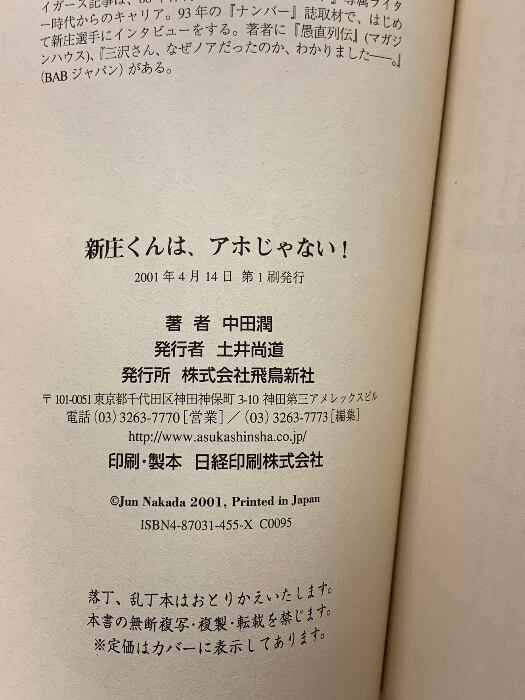 イガース記事は、
専属ライタ
ー時代からのキャリア。93年の『ナンバー』誌取材で、はじめ
て新庄選手にインタビューをする。著者に『愚直列伝』(マガジ
ンハウス)、『三沢さん、なぜノアだったのか、わかりました──。』
(BABジャパン)がある。
新庄くんは、アホじゃない!
2001年4月14日 第1刷発行
著 者 中田潤
発行者 土井尚道
発行所 株式会社飛鳥新社
〒101-0051 東京都千代田区神田神保町3-10 神田第三アメレックスビル
電話(03)3263-7770[営業]/(03)3263-7773[編集]
http://www.asukashinsha.co.jp/
印刷・製本 日経印刷株式会社
©Jun Nakada 2001, Printed in Japan
ISBN4-87031-455-X C0095
落丁、乱丁本はおとりかえいたします。
本書の無断複写・複製・転載を禁じます。
※定価はカバーに表示してあります。